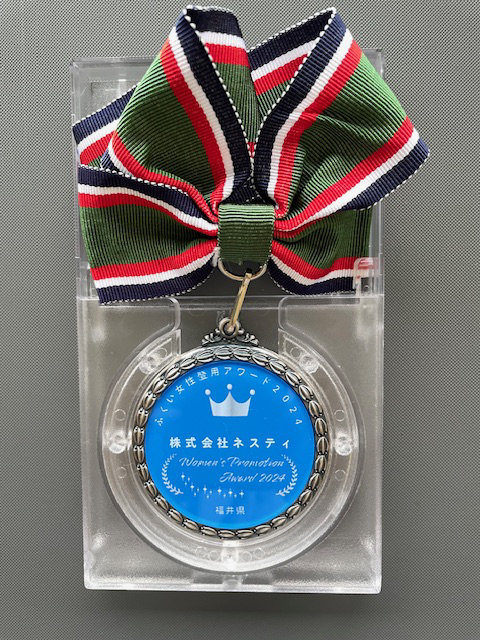 ふくい女性登用アワード2024
株式会社ネスティ
Women's Promotion
Award 2024
福井県